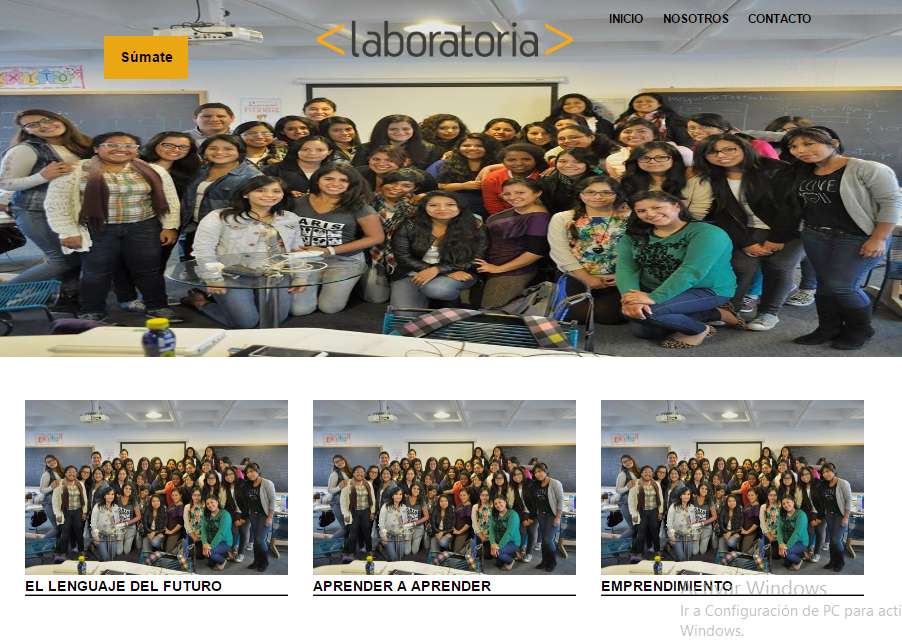 INICIO NOSOTROS CONTACTO
<laboratoria>
Súmate
EXITO
EL LENGUAJE DEL FUTURO
APRENDER A APRENDER
EMPRENDIMIENTO
Activar Windows
Ir a Configuración de PC para acti
Windows.